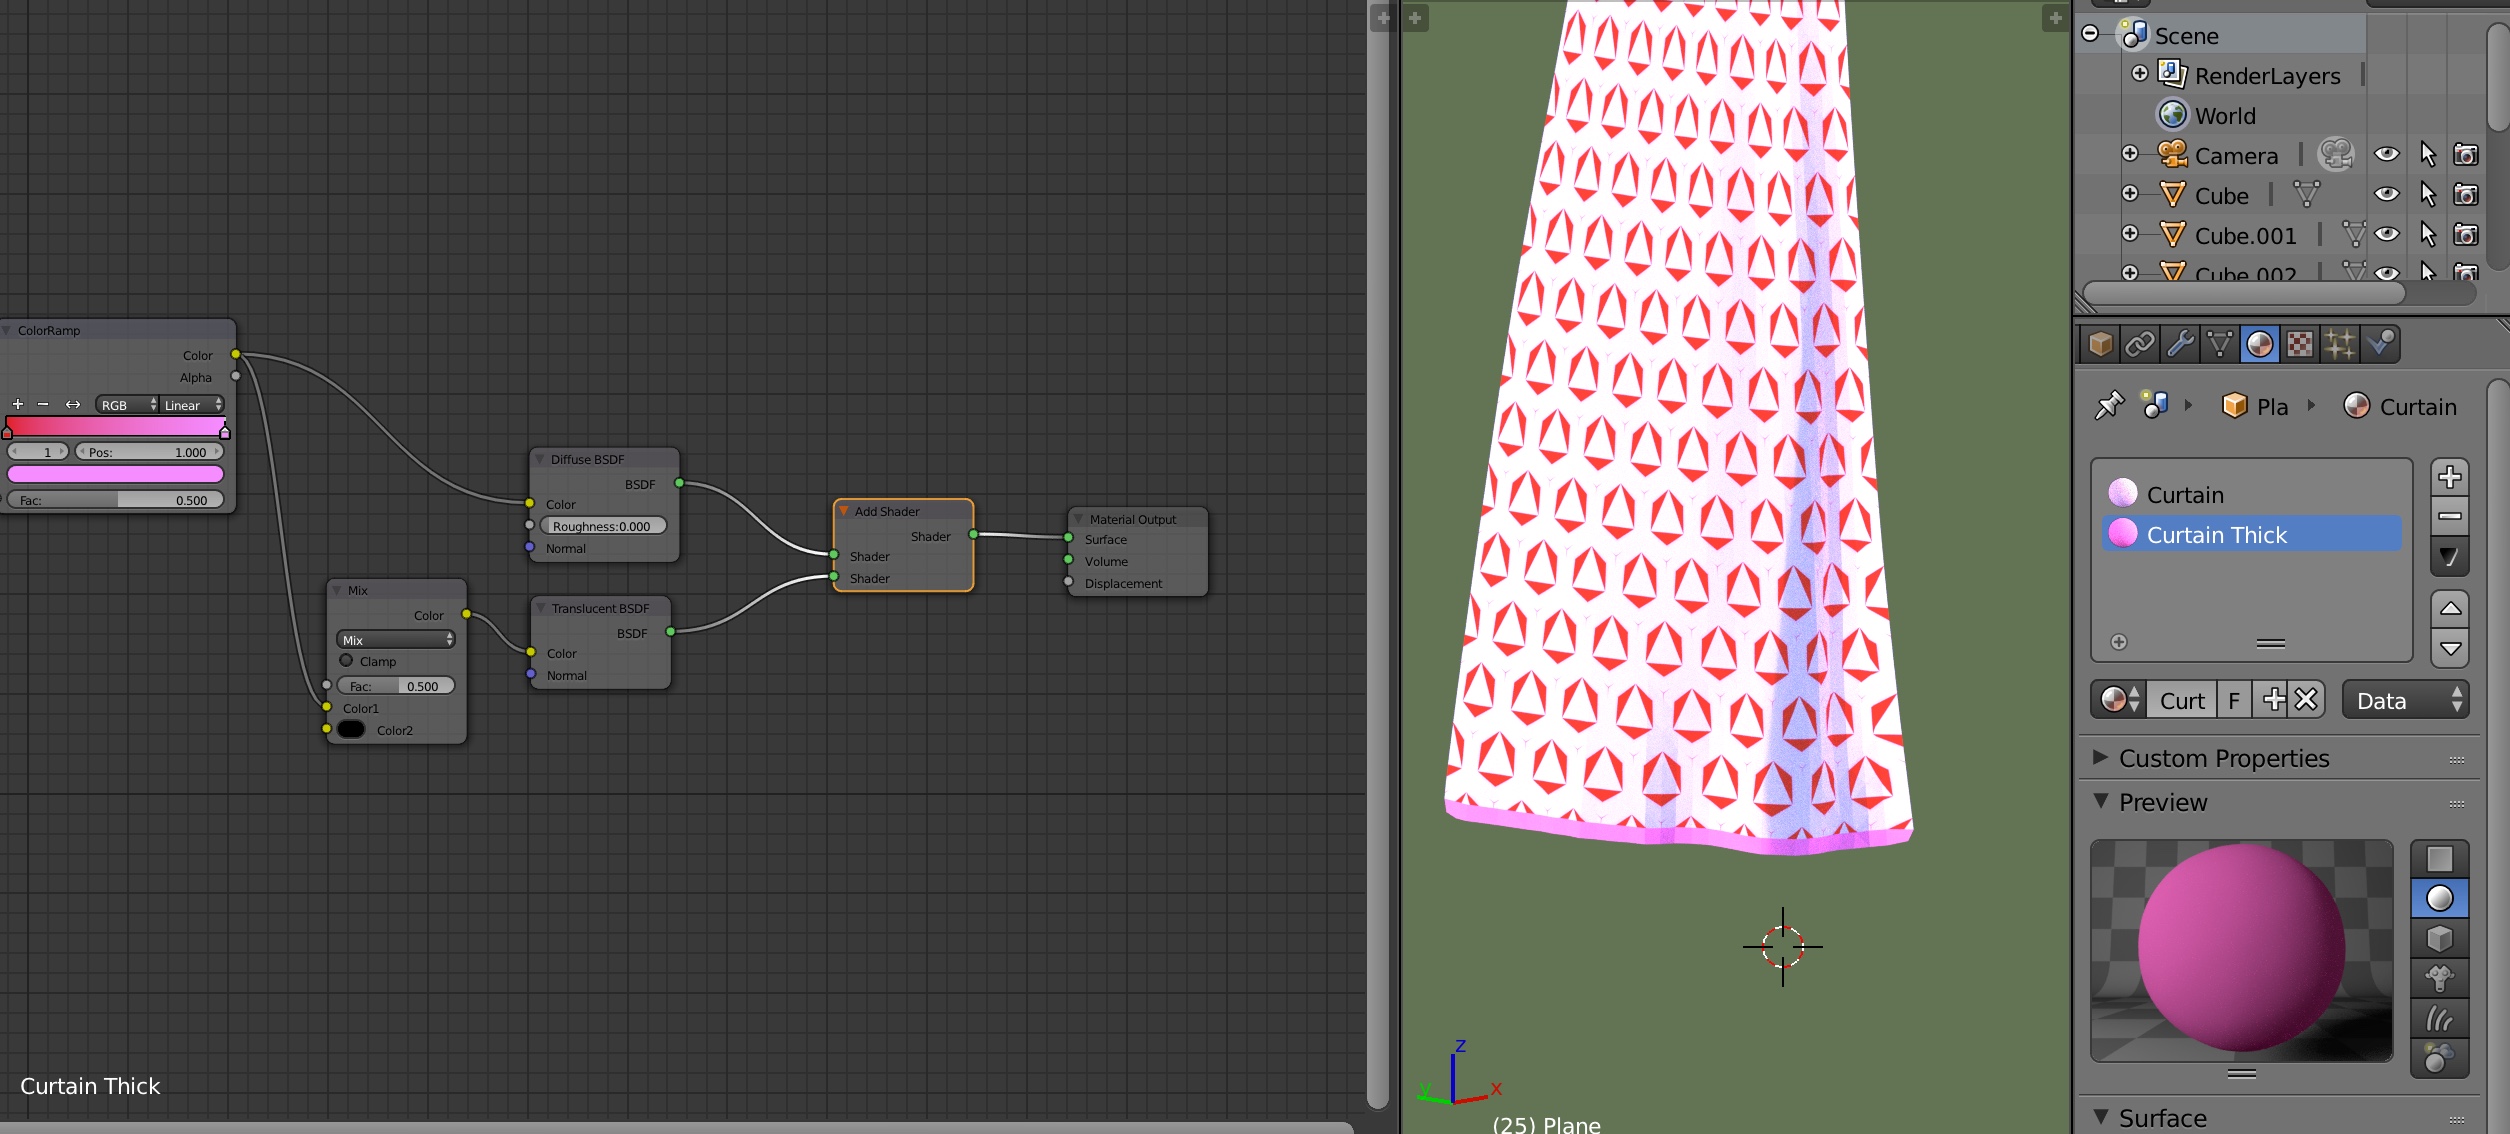 ColorRamp
Color
Alpha
RGB
Linear
1
Pos: 1.000
Fac: 0.500
Mix
Color
Mix
Clamp
Fac: 0.500
Color1
Color2
Diffuse BSDF
BSDF
Color
Roughness:0.000
Normal
Translucent BSDF
BSDF
Color
Normal
Add Shader
Shader
Shader
Shader
Material Output
Surface
Volume
Displacement
Curtain Thick
z
y
x
(25) Plane
Scene
RenderLayers
World
Camera
Cube
Cube.001
Cube.002
Pla
Curtain
Curtain
Curtain Thick
Curt
F
Data
Custom Properties
Preview
Surface